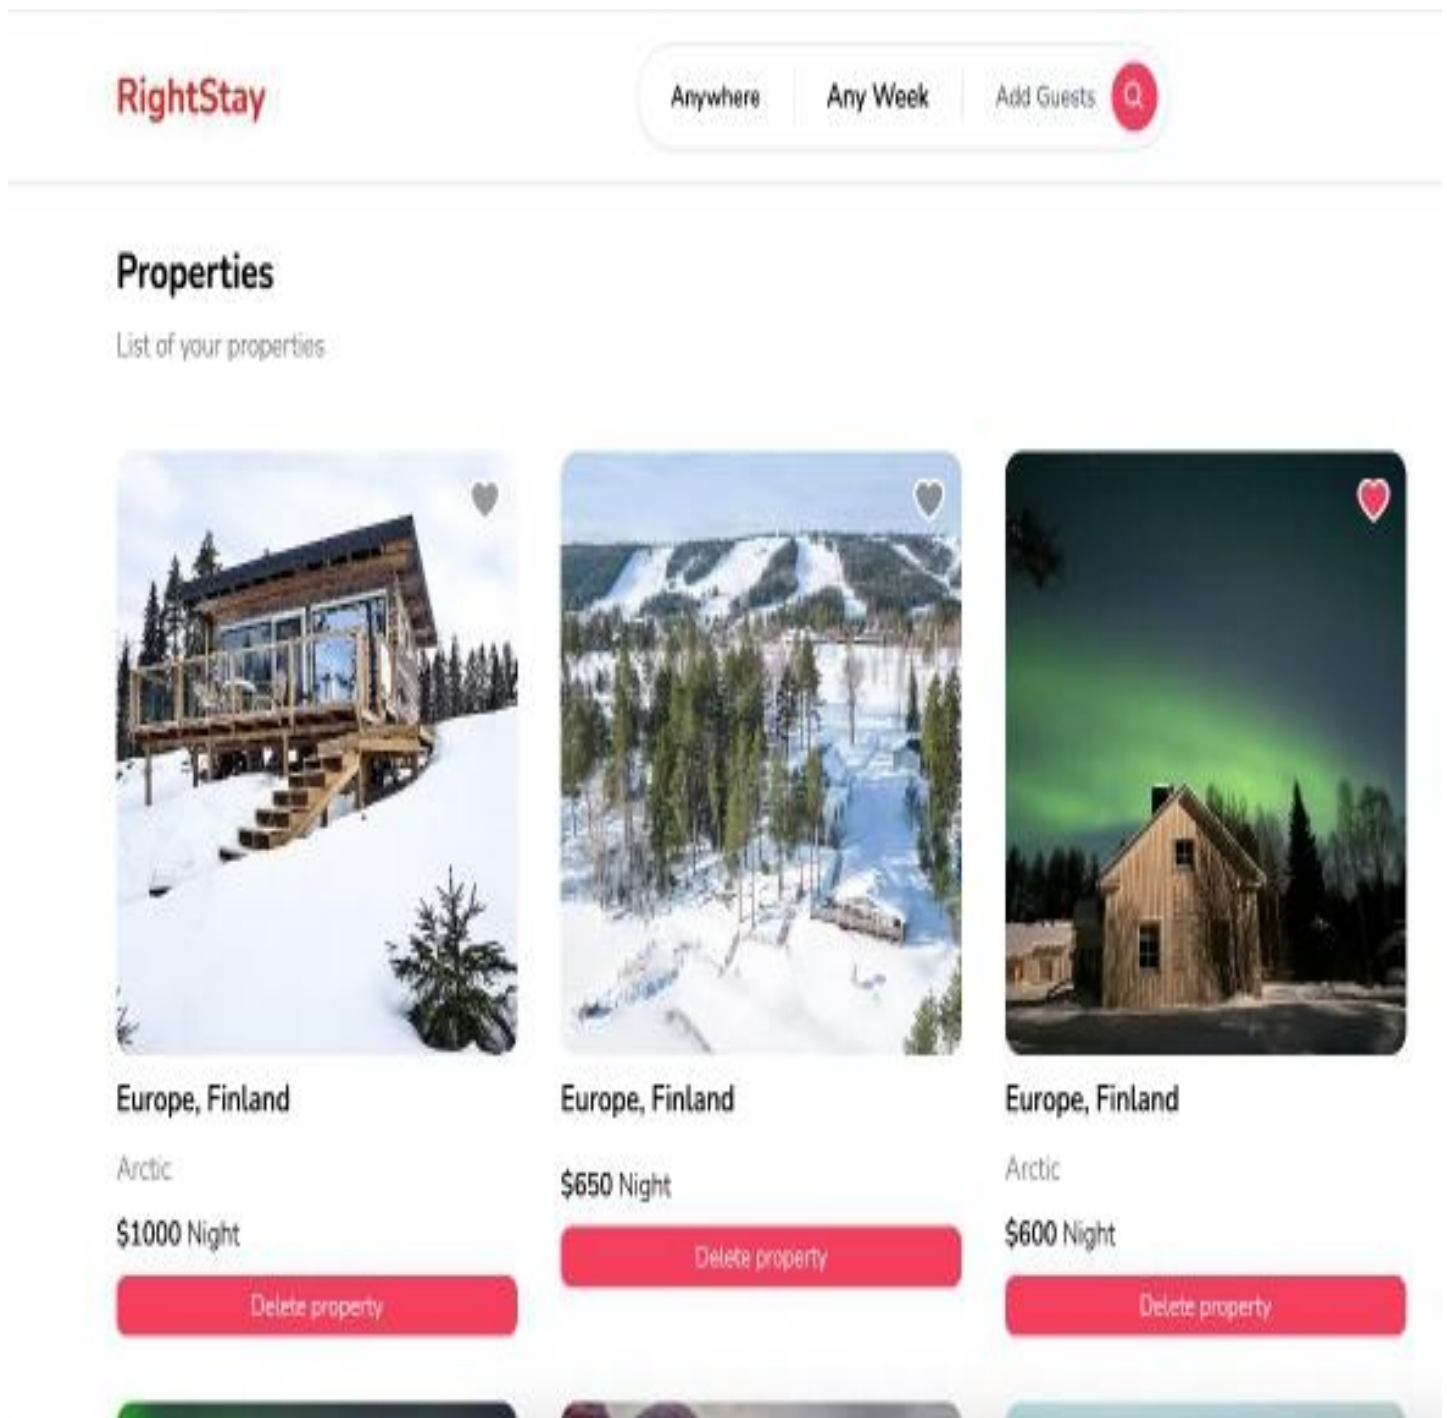 RightStay
Anywhere
Any Week
Add Guests
Properties
List of your properties
Europe, Finland
Arctic
$1000 Night
Delete property
Europe, Finland
$650 Night
Delete property
Europe, Finland
Arctic
$600 Night
Delete property